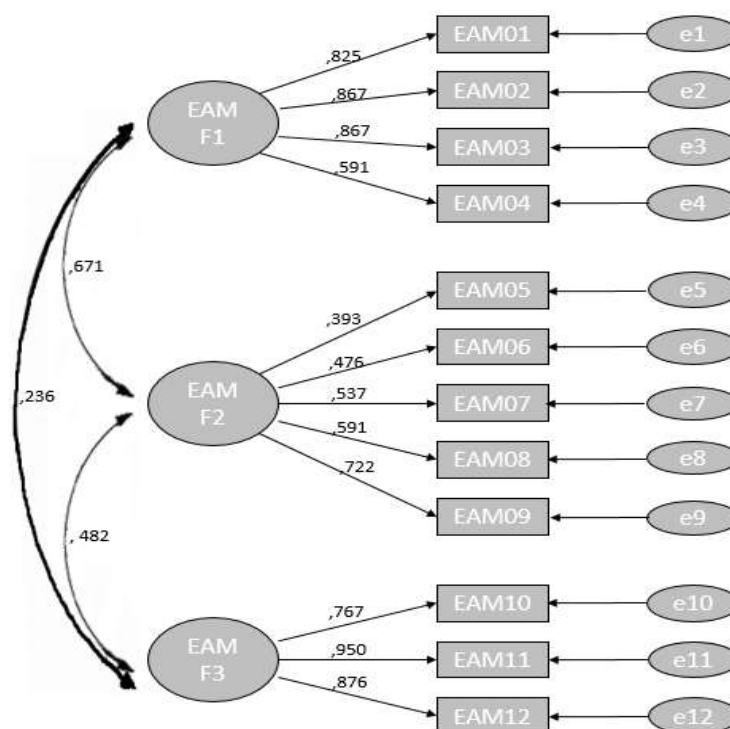 EAM01
e1
,825
EAM02
e2
,867
EAM
F1
,867
EAM03
e3
,591
EAM04
e4
,671
EAM05
e5
,393
EAM06
e6
,476
EAM
F2
,537
EAM07
e7
,591
EAM08
e8
,722
EAM09
e9
,236
, 482
EAM10
e10
,767
EAM
F3
,950
EAM11
e11
,876
EAM12
e12